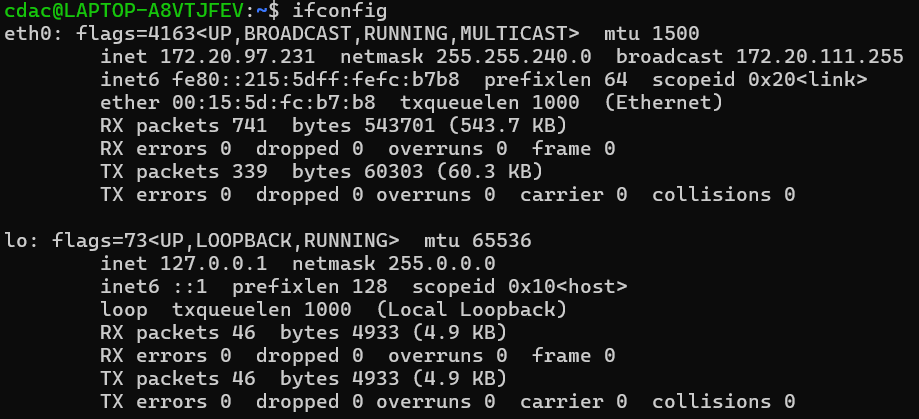 cdac@LAPTOP-A8VTJFEV:~$ ifconfig
eth0: flags=4163<UP,BROADCAST,RUNNING,MULTICAST>  mtu 1500
        inet 172.20.97.231  netmask 255.255.240.0  broadcast 172.20.111.255
        inet6 fe80::215:5dff:fefc:b7b8  prefixlen 64  scopeid 0x20<link>
        ether 00:15:5d:fc:b7:b8  txqueuelen 1000  (Ethernet)
        RX packets 741  bytes 543701 (543.7 KB)
        RX errors 0  dropped 0  overruns 0  frame 0
        TX packets 339  bytes 60303 (60.3 KB)
        TX errors 0  dropped 0 overruns 0  carrier 0  collisions 0

lo: flags=73<UP,LOOPBACK,RUNNING>  mtu 65536
        inet 127.0.0.1  netmask 255.0.0.0
        inet6 ::1  prefixlen 128  scopeid 0x10<host>
        loop  txqueuelen 1000  (Local Loopback)
        RX packets 46  bytes 4933 (4.9 KB)
        RX errors 0  dropped 0  overruns 0  frame 0
        TX packets 46  bytes 4933 (4.9 KB)
        TX errors 0  dropped 0 overruns 0  carrier 0  collisions 0